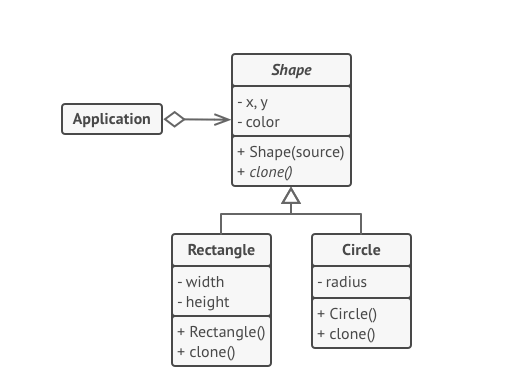 Shape
- x, y
- color
+ Shape(source)
+ clone()
Application
Rectangle
- width
- height
+ Rectangle()
+ clone()
Circle
- radius
+ Circle()
+ clone()